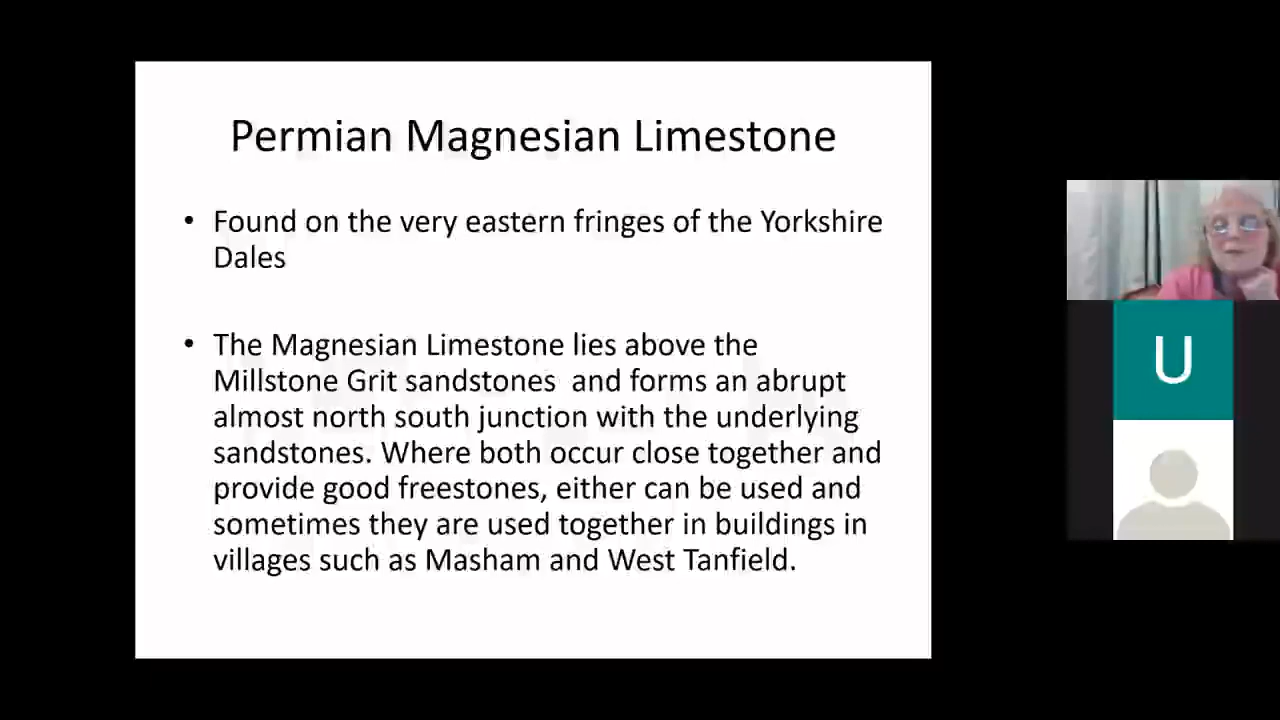 Permian Magnesian Limestone
• Found on the very eastern fringes of the Yorkshire
Dales
• The Magnesian Limestone lies above the
Millstone Grit sandstones  and forms an abrupt
almost north south junction with the underlying
sandstones. Where both occur close together and
provide good freestones, either can be used and
sometimes they are used together in buildings in
villages such as Masham and West Tanfield.
U